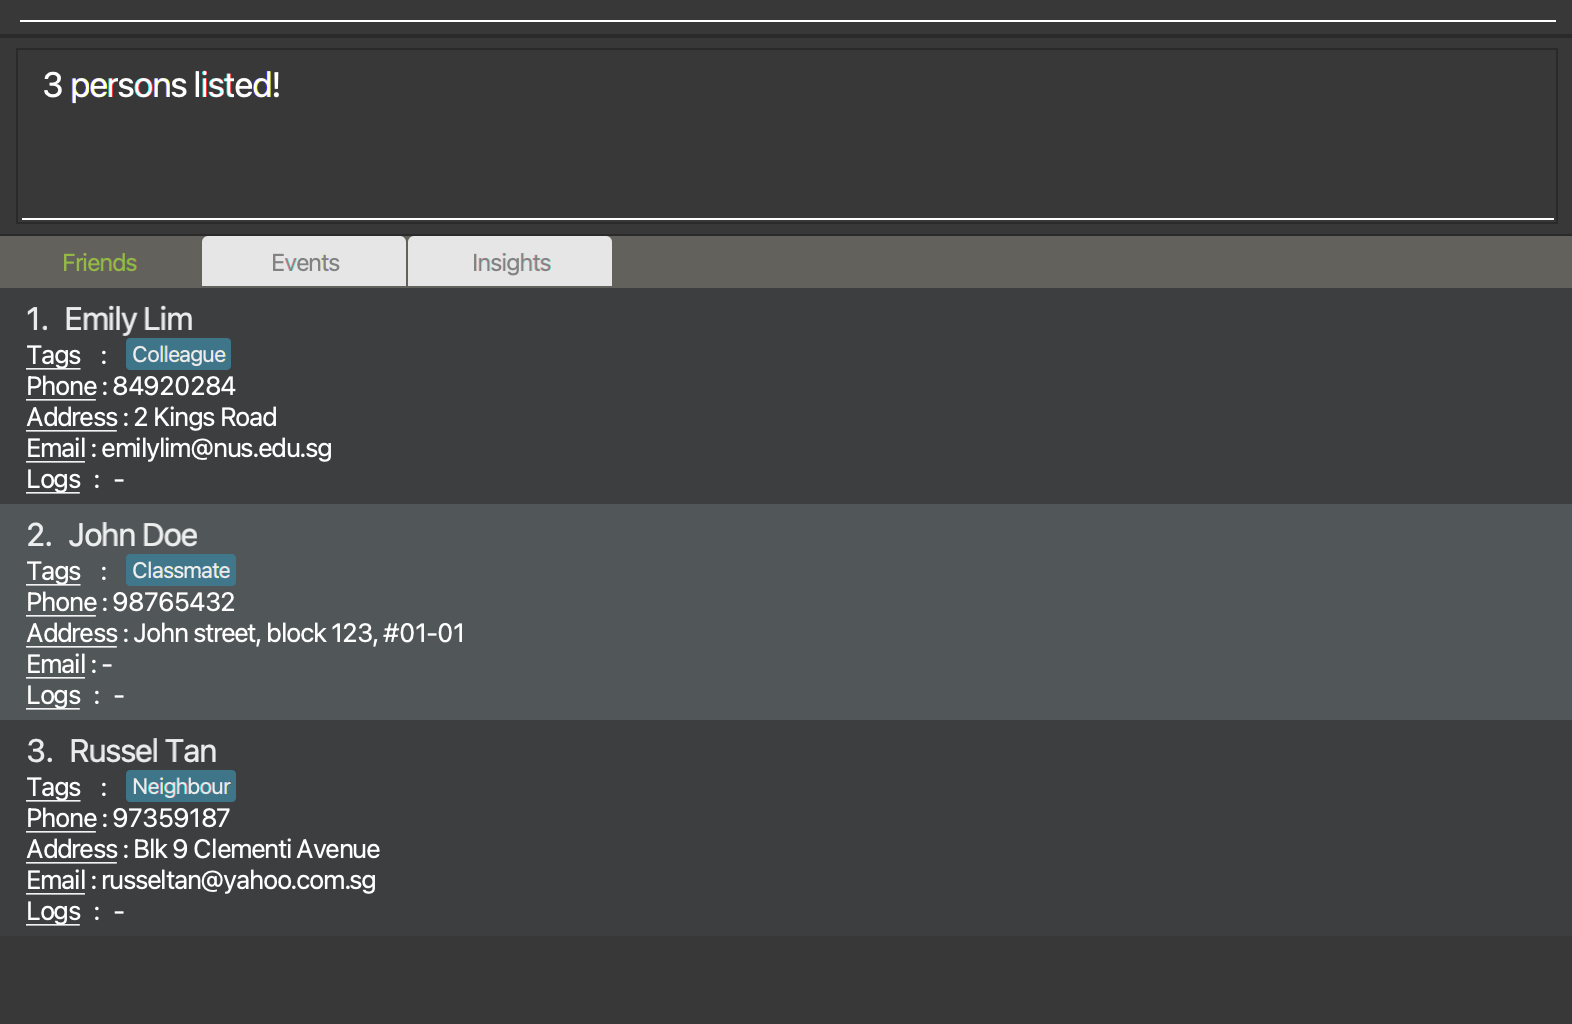 3 persons listed!
Friends Events Insights
1. Emily Lim
Tags : Colleague
Phone : 84920284
Address : 2 Kings Road
Email : emilylim@nus.edu.sg
Logs : -
2. John Doe
Tags : Classmate
Phone : 98765432
Address : John street, block 123, #01-01
Email : -
Logs : -
3. Russel Tan
Tags : Neighbour
Phone : 97359187
Address : Blk 9 Clementi Avenue
Email : russeltan@yahoo.com.sg
Logs : -